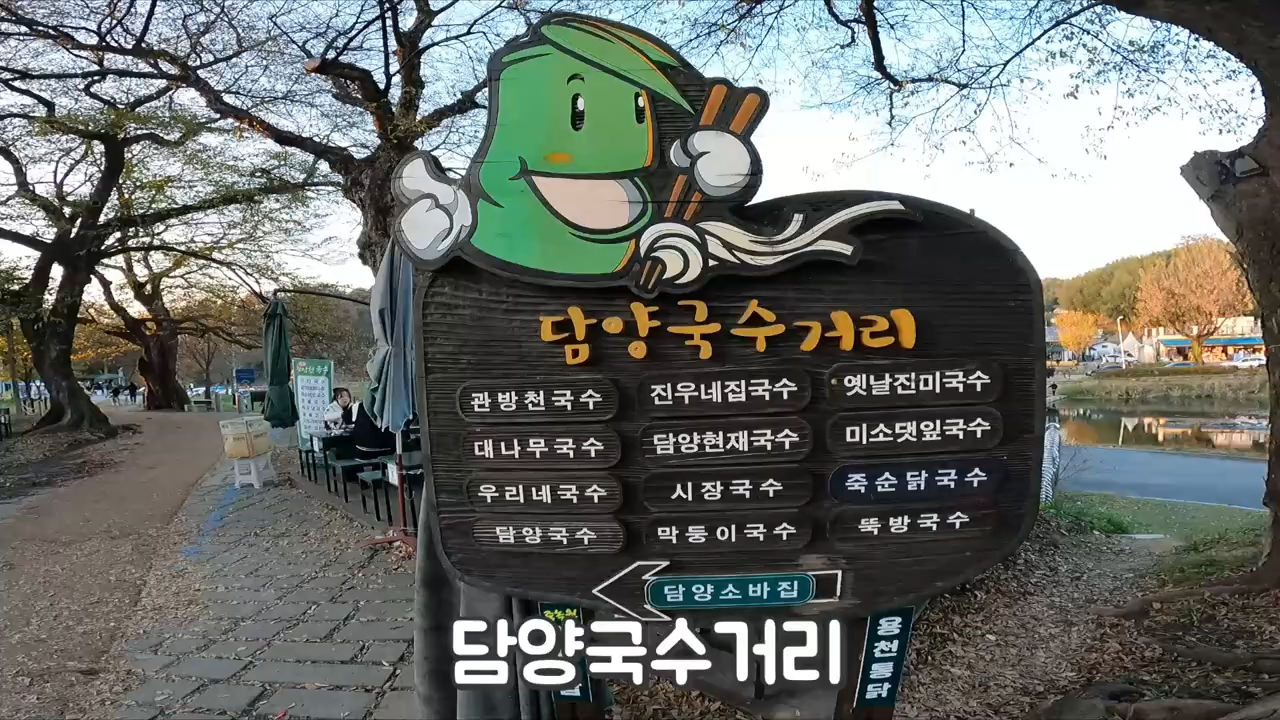 담양국수거리
관방천국수
진우네집국수
옛날진미국수
대나무국수
담양현재국수
미소댓잎국수
우리네국수
시장국수
죽순닭국수
담양국수
막둥이국수
뚝방국수
담양소바집
담양국수거리
용천통닭